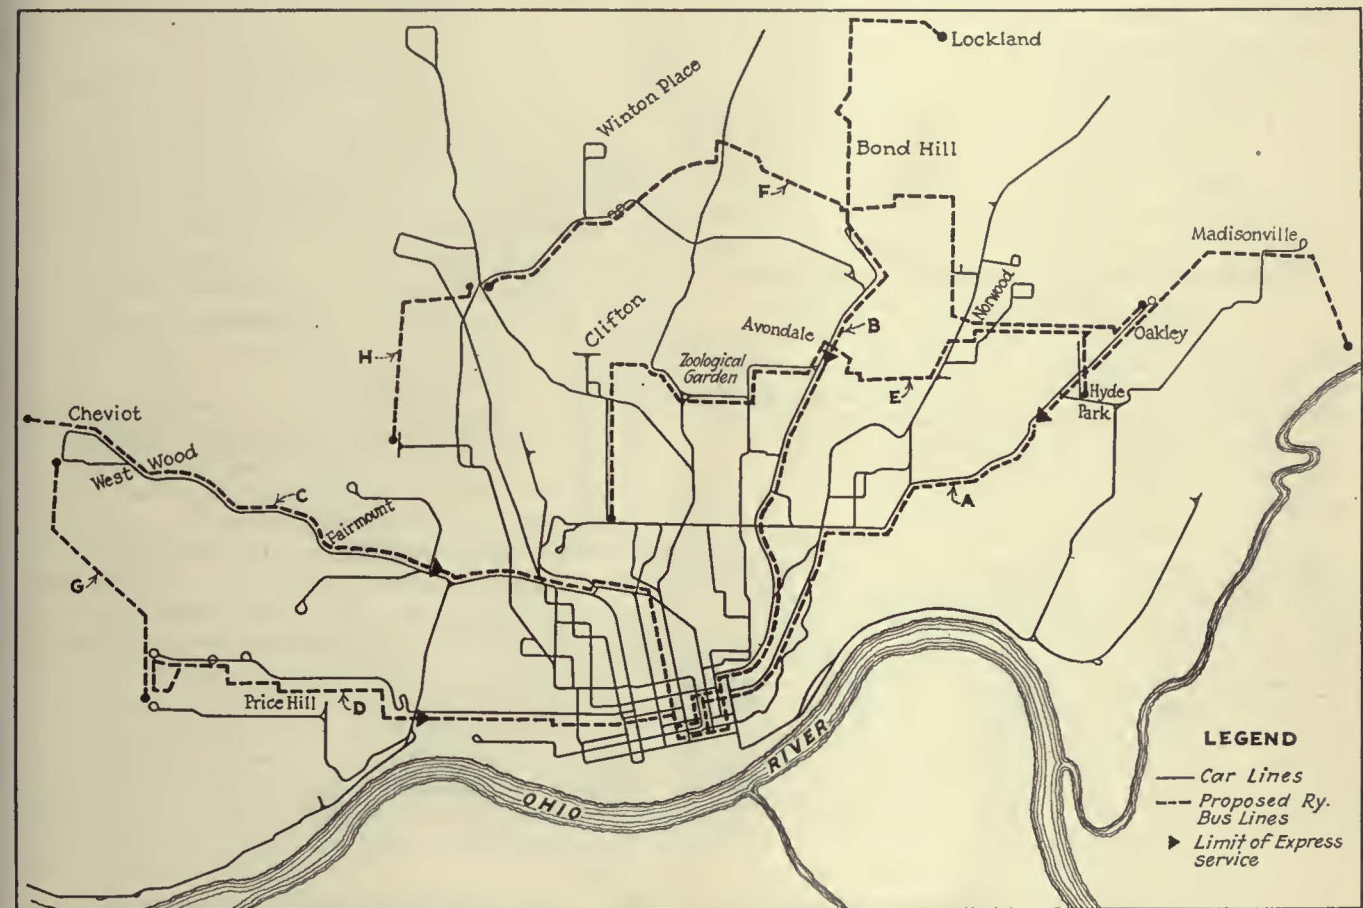 Lockland
Winton Place
Bond Hill
F
Madisonville
Norwood
Clifton
Avondale
B
Oakley
H
Zoological
Garden
E
Hyde
Park
Cheviot
West Wood
C
Fairmount
A
G
Price Hill
D
OHIO
RIVER
LEGEND
Car Lines
Proposed Ry.
Bus Lines
Limit of Express
service